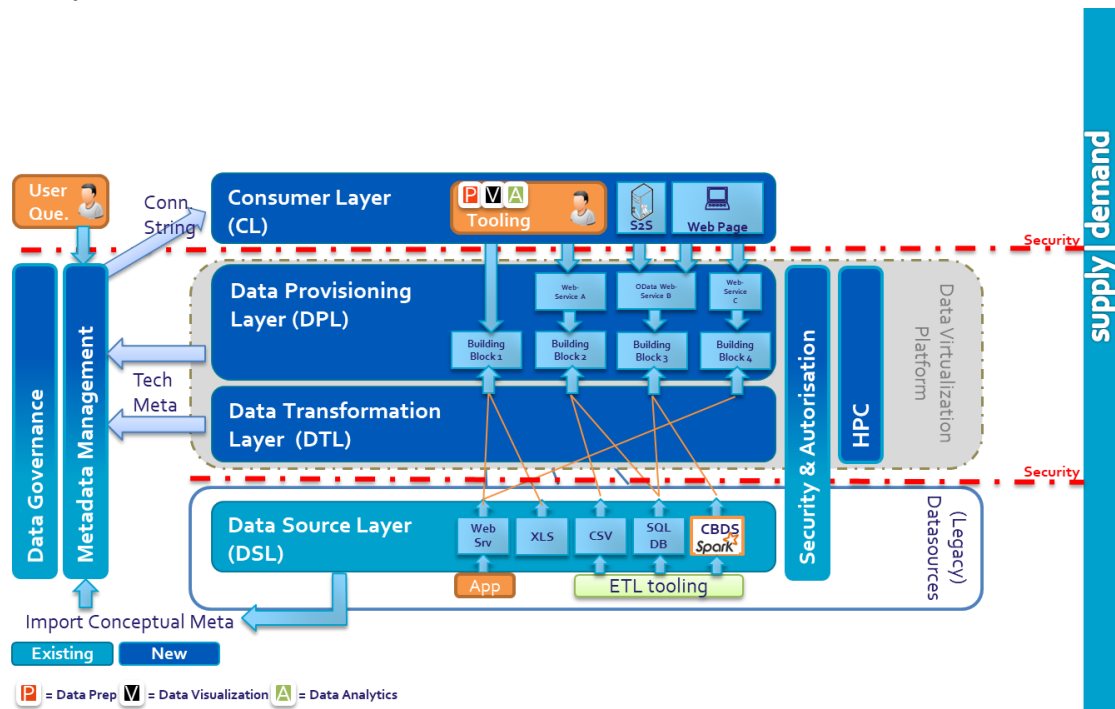 User
Que.
Conn.
String
Consumer Layer
(CL)
P V A
Tooling
S2S
Web Page
Security
demand
supply
Data Governance
Metadata Management
Data Provisioning
Layer (DPL)
Web-
Service A
OData Web-
Service B
Web-
Service
C
Building
Block 1
Building
Block 2
Building
Block 3
Building
Block 4
Tech
Meta
Data Transformation
Layer (DTL)
Security & Autorisation
HPC
Data Virtualization
Platform
Security
Data Source Layer
(DSL)
Web
Srv
XLS
CSV
SQL
DB
CBDS
Spark
App
ETL tooling
(Legacy)
Datasources
Import Conceptual Meta
Existing
New
P = Data Prep V = Data Visualization A = Data Analytics